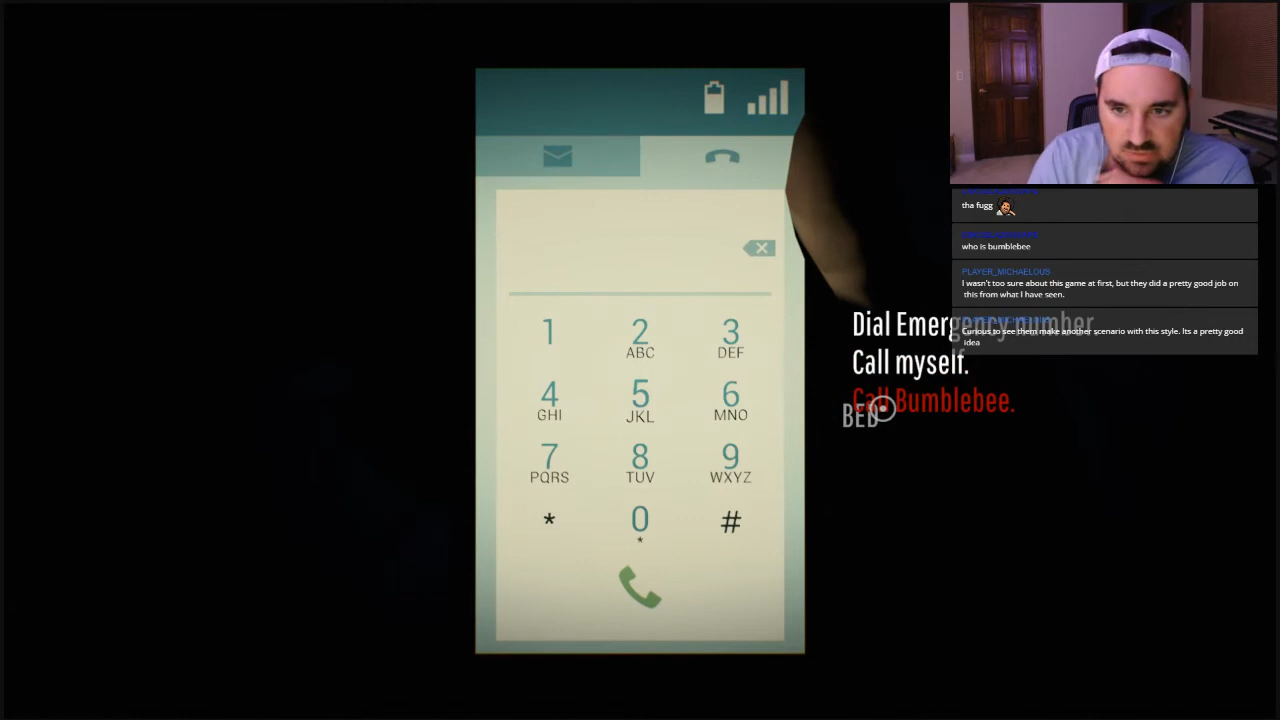 1
2
3
ABC
DEF
4
5
6
GHI
JKL
MNO
7
8
9
PQRS
TUV
WXYZ
*
0
#
*
Dial Emergency number.
Call myself.
Call Bumblebee.
BED
tha fugg
who is bumblebee
PLAYER_MICHAELOUS
I wasn't too sure about this game at first, but they did a pretty good job on
this from what I have seen.
Curious to see them make another scenario with this style. Its a pretty good
idea